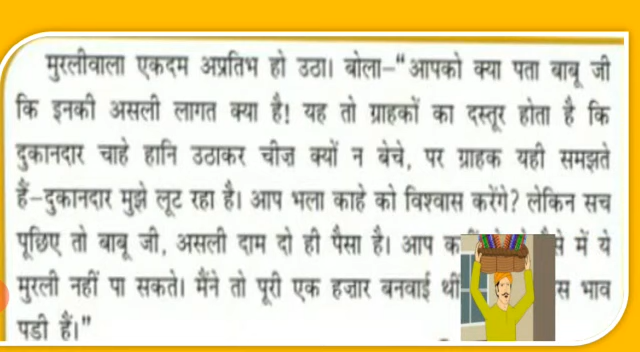 मुरलीवाला एकदम अप्रतिभ हो उठा। बोला–“आपको क्या पता बाबू जी
कि इनकी असली लागत क्या है! यह तो ग्राहकों का दस्तूर होता है कि
दुकानदार चाहे हानि उठाकर चीज़ क्यों न बेचे, पर ग्राहक यही समझते
हैं–दुकानदार मुझे लूट रहा है। आप भला काहे को विश्वास करेंगे? लेकिन सच
पूछिए तो बाबू जी, असली दाम दो ही पैसा है। आप में ये
मुरली नहीं पा सकते। मैंने तो पूरी एक हज़ार बनवाई थीं भाव
पड़ी हैं।”